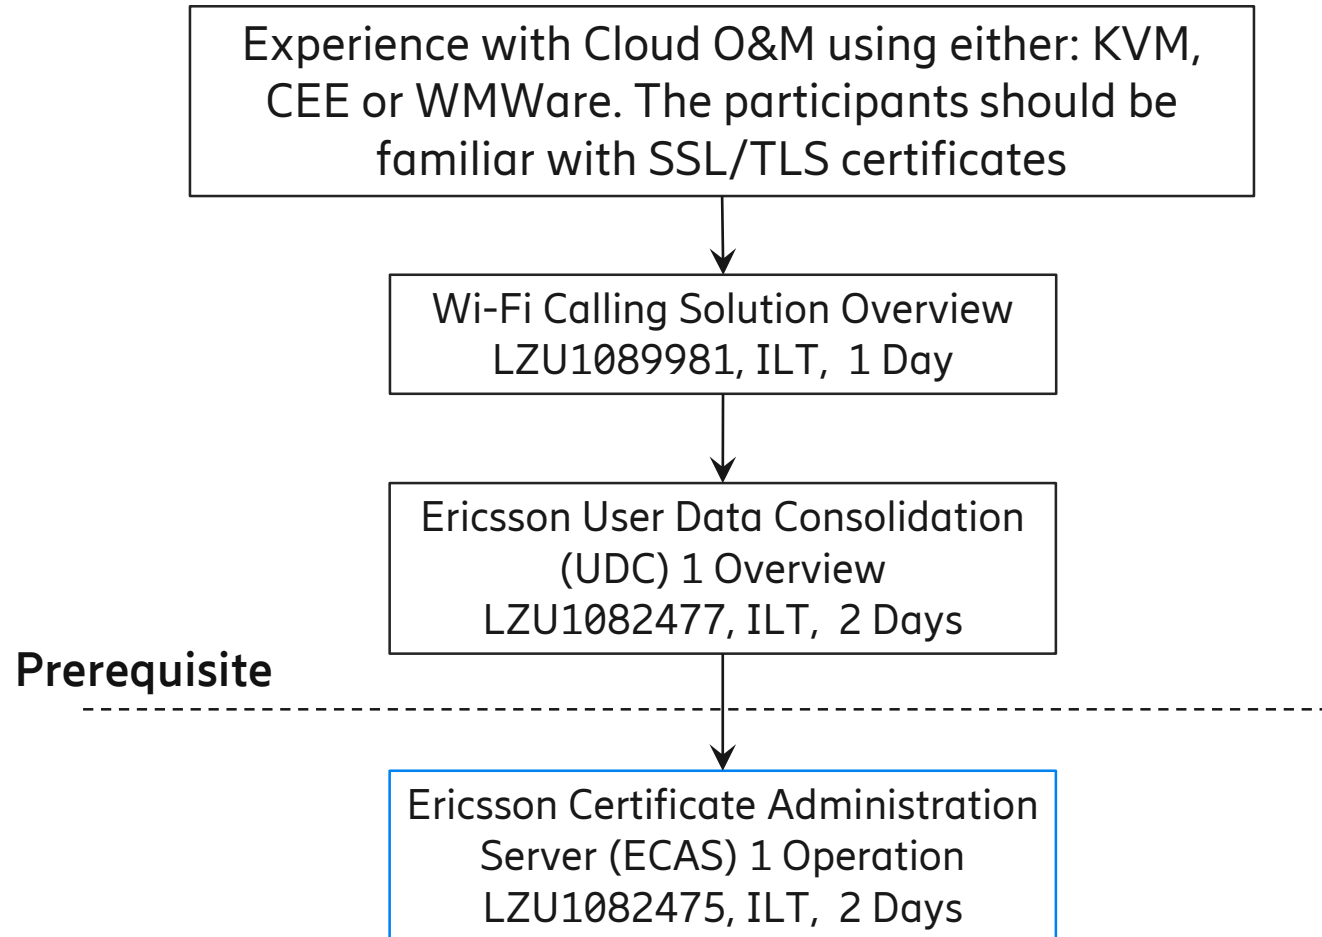 Experience with Cloud O&M using either: KVM,
CEE or WMWare. The participants should be
familiar with SSL/TLS certificates
Wi-Fi Calling Solution Overview
LZU1089981, ILT, 1 Day
Ericsson User Data Consolidation
(UDC) 1 Overview
LZU1082477, ILT, 2 Days
Prerequisite
Ericsson Certificate Administration
Server (ECAS) 1 Operation
LZU1082475, ILT, 2 Days